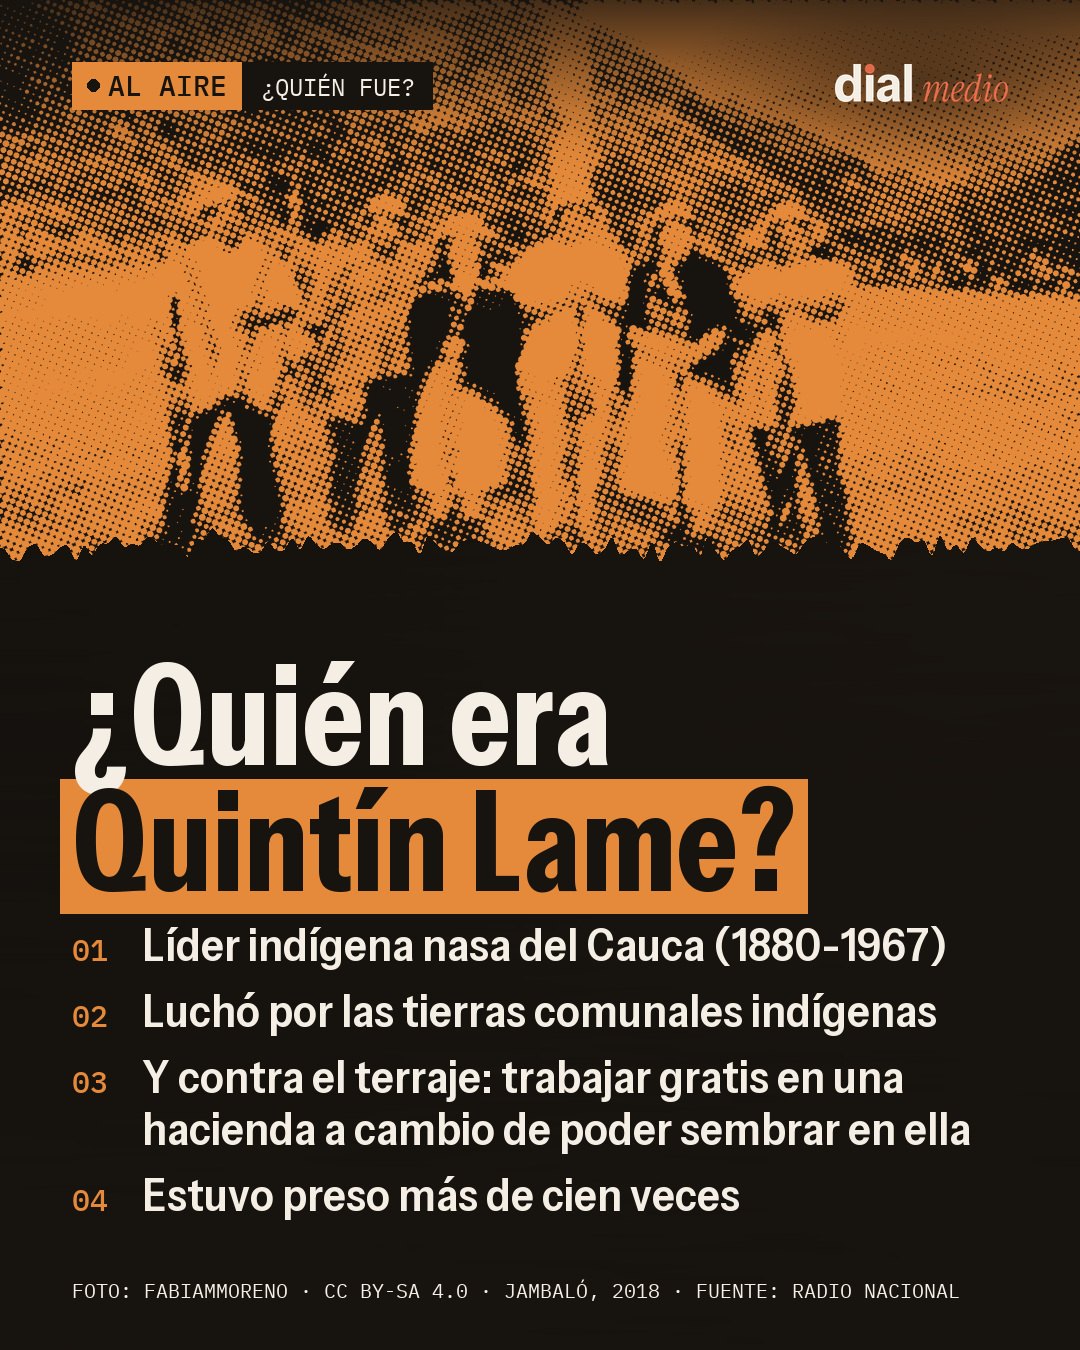 AL AIRE ¿QUIÉN FUE?
dial medio
¿Quién era
Quintín Lame?
01 Líder indígena nasa del Cauca (1880-1967)
02 Luchó por las tierras comunales indígenas
03 Y contra el terraje: trabajar gratis en una
hacienda a cambio de poder sembrar en ella
04 Estuvo preso más de cien veces
FOTO: FABIAMMORENO · CC BY-SA 4.0 · JAMBALÓ, 2018 · FUENTE: RADIO NACIONAL